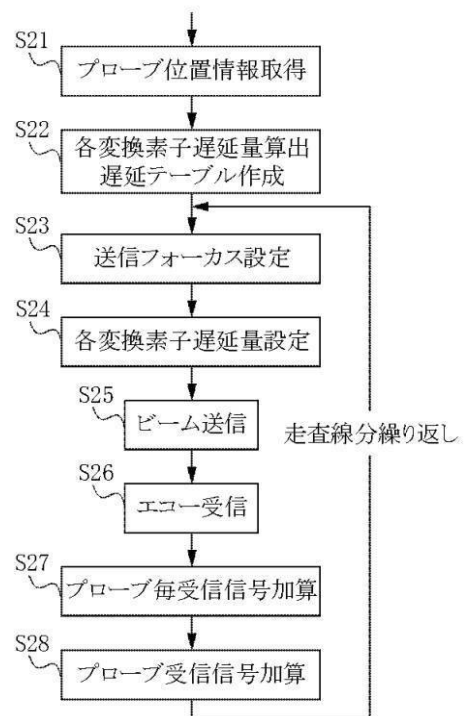 S21
プローブ位置情報取得
S22
各変換素子遅延量算出
遅延テーブル作成
S23
送信フォーカス設定
S24
各変換素子遅延量設定
S25
ビーム送信
走査線分繰り返し
S26
エコー受信
S27
プローブ毎受信信号加算
S28
プローブ受信信号加算